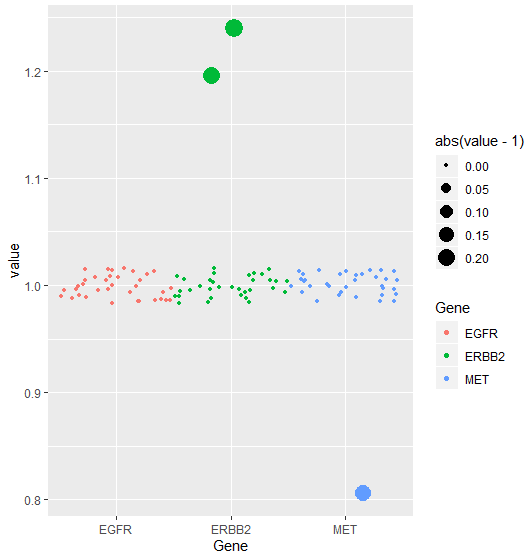 1.2
1.1
1.0
0.9
0.8
value
EGFR
ERBB2
MET
Gene
abs(value - 1)
0.00
0.05
0.10
0.15
0.20
Gene
EGFR
ERBB2
MET